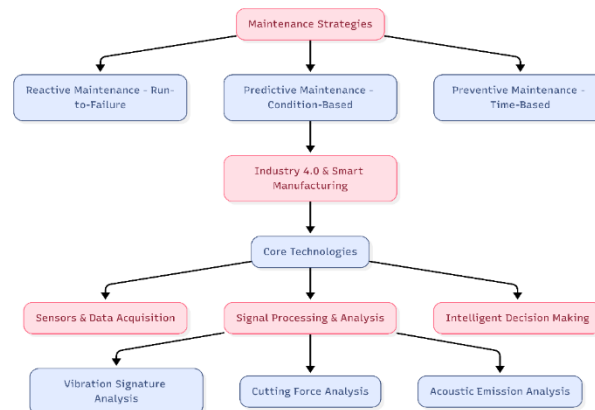 Maintenance Strategies
Reactive Maintenance - Run-
to-Failure
Predictive Maintenance -
Condition-Based
Preventive Maintenance -
Time-Based
Industry 4.0 & Smart
Manufacturing
Core Technologies
Sensors & Data Acquisition
Signal Processing & Analysis
Intelligent Decision Making
Vibration Signature
Analysis
Cutting Force Analysis
Acoustic Emission Analysis